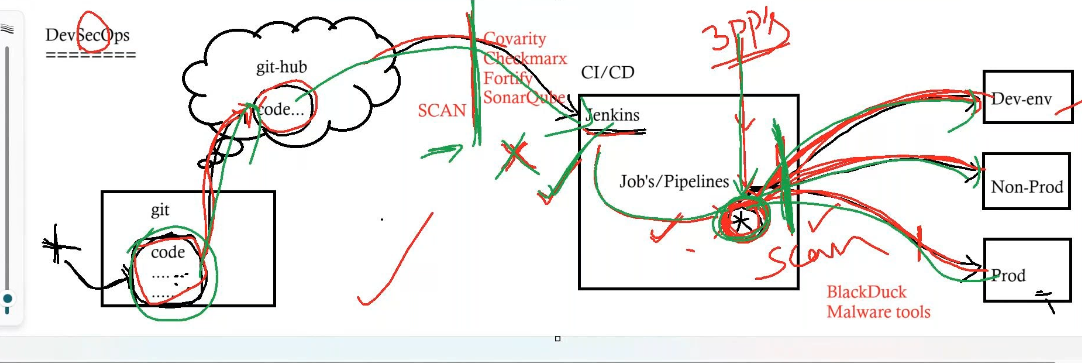 DevSecOps
============
git-hub
code...
SCAN
Covarity
Checkmarx
Fortify
SonarQube
CI/CD
Jenkins
3pp's
Job's/Pipelines
*
scan
Dev-env
Non-Prod
Prod
BlackDuck
Malware tools
git
code
......
......